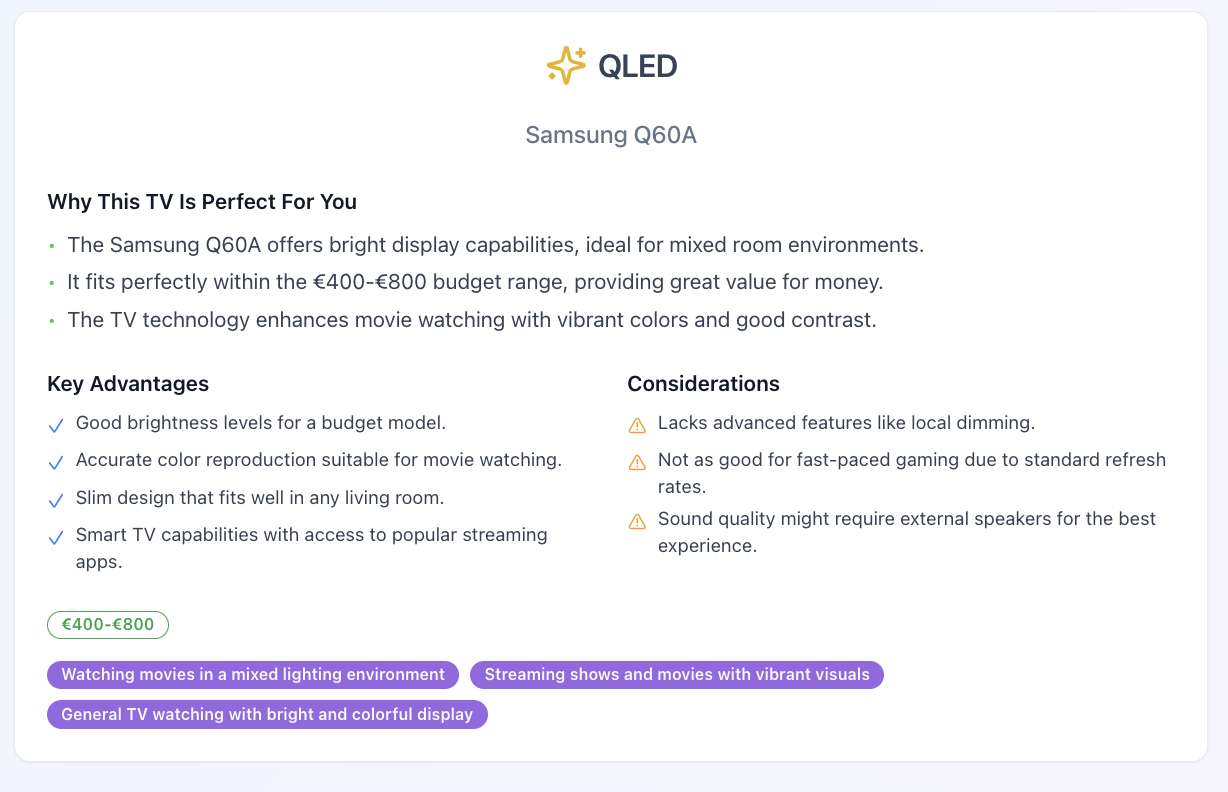 QLED
Samsung Q60A
Why This TV Is Perfect For You
• The Samsung Q60A offers bright display capabilities, ideal for mixed room environments.
• It fits perfectly within the €400-€800 budget range, providing great value for money.
• The TV technology enhances movie watching with vibrant colors and good contrast.
Key Advantages
Good brightness levels for a budget model.
Accurate color reproduction suitable for movie watching.
Slim design that fits well in any living room.
Smart TV capabilities with access to popular streaming
apps.
Considerations
Lacks advanced features like local dimming.
Not as good for fast-paced gaming due to standard refresh
rates.
Sound quality might require external speakers for the best
experience.
€400-€800
Watching movies in a mixed lighting environment
Streaming shows and movies with vibrant visuals
General TV watching with bright and colorful display